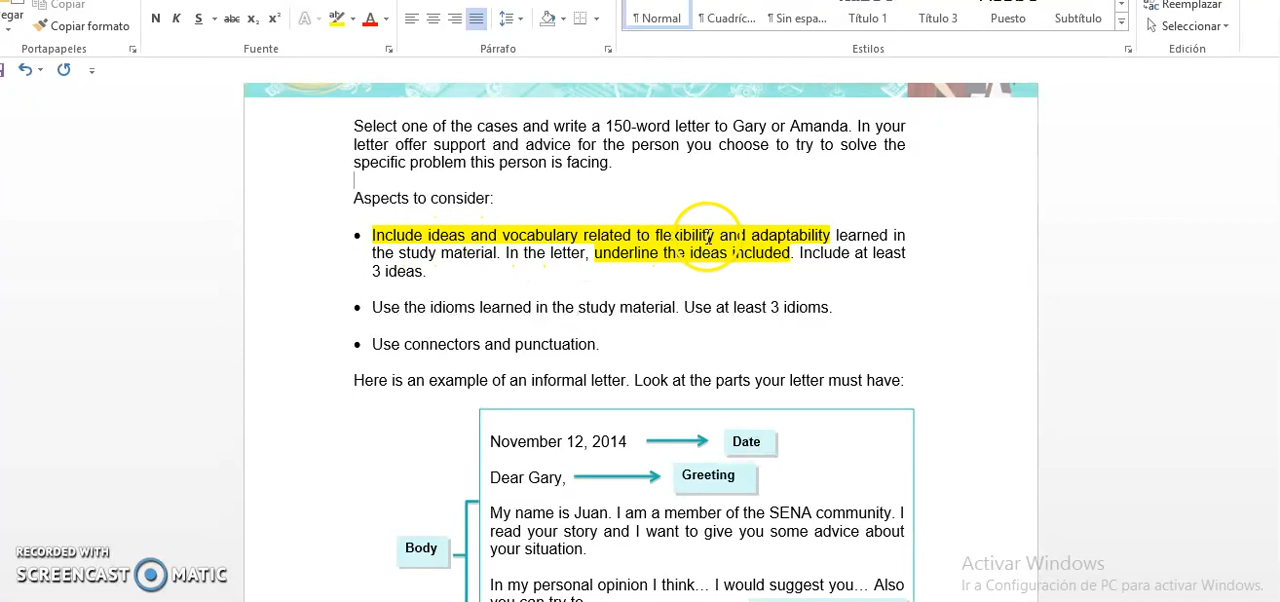 egar
Copiar
Copiar formato
N K S abc x₂ x² A ab A
¶ Normal
¶ Cuadríc...
¶ Sin espa...
Título 1
Título 3
Puesto
Subtítulo
Reemplazar
Seleccionar
Portapapeles
Fuente
Párrafo
Estilos
Edición
Select one of the cases and write a 150-word letter to Gary or Amanda. In your
letter offer support and advice for the person you choose to try to solve the
specific problem this person is facing.
Aspects to consider:
• Include ideas and vocabulary related to flexibility and adaptability learned in
the study material. In the letter, underline the ideas included. Include at least
3 ideas.
• Use the idioms learned in the study material. Use at least 3 idioms.
• Use connectors and punctuation.
Here is an example of an informal letter. Look at the parts your letter must have:
November 12, 2014
Date
Dear Gary,
Greeting
My name is Juan. I am a member of the SENA community. I
read your story and I want to give you some advice about
your situation.
Body
In my personal opinion I think... I would suggest you... Also
you can try to
RECORDED WITH
SCREENCAST MATIC
Activar Windows
Ir a Configuración de PC para activar Windows.